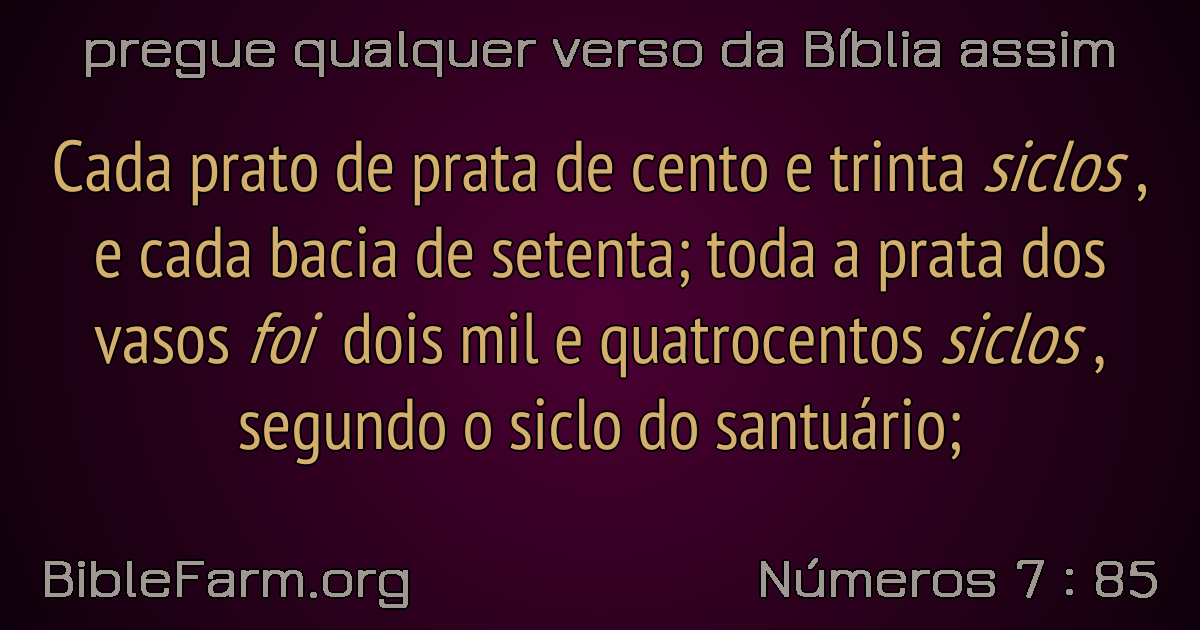 pregue qualquer verso da Bíblia assim
Cada prato de prata de cento e trinta siclos ,
e cada bacia de setenta; toda a prata dos
vasos foi dois mil e quatrocentos siclos ,
segundo o siclo do santuário;
BibleFarm.org
Números 7 : 85